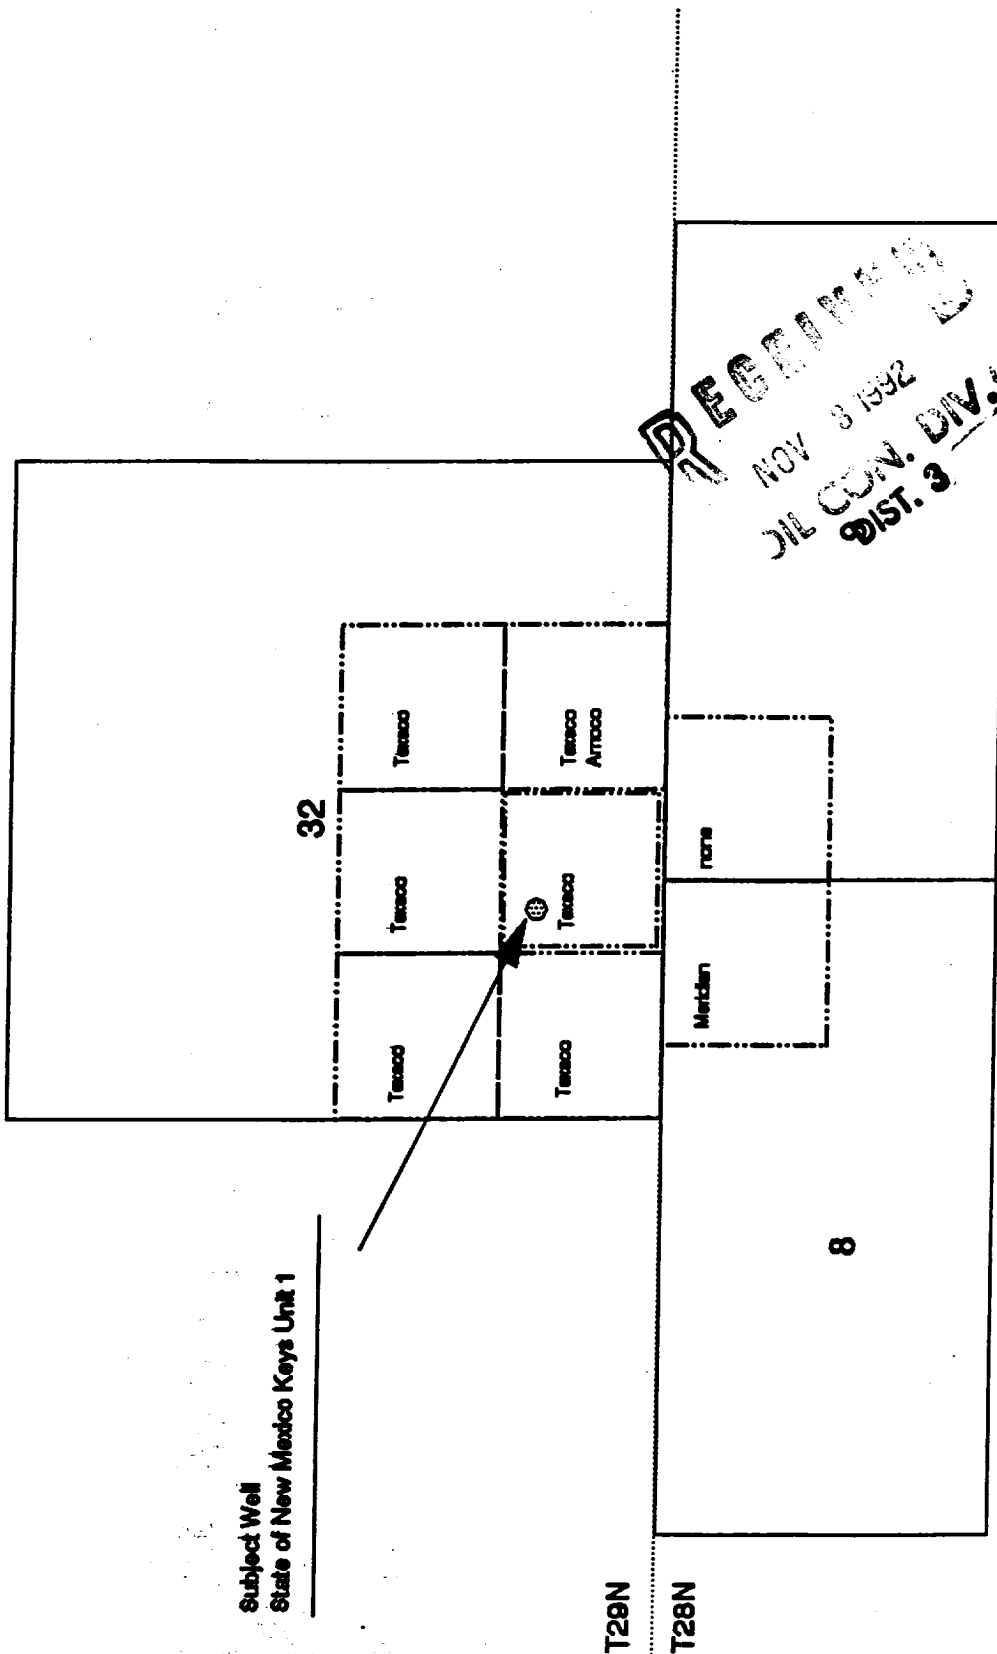 Subject Well
State of New Mexico Keys Unit 1
32
Texaco
Texaco
Texaco
Texaco
Texaco
Texaco
Amoco
T29N
T28N
Meridian
none
8
NOV 8 1992
OIL CON. DIV.
DIST. 3